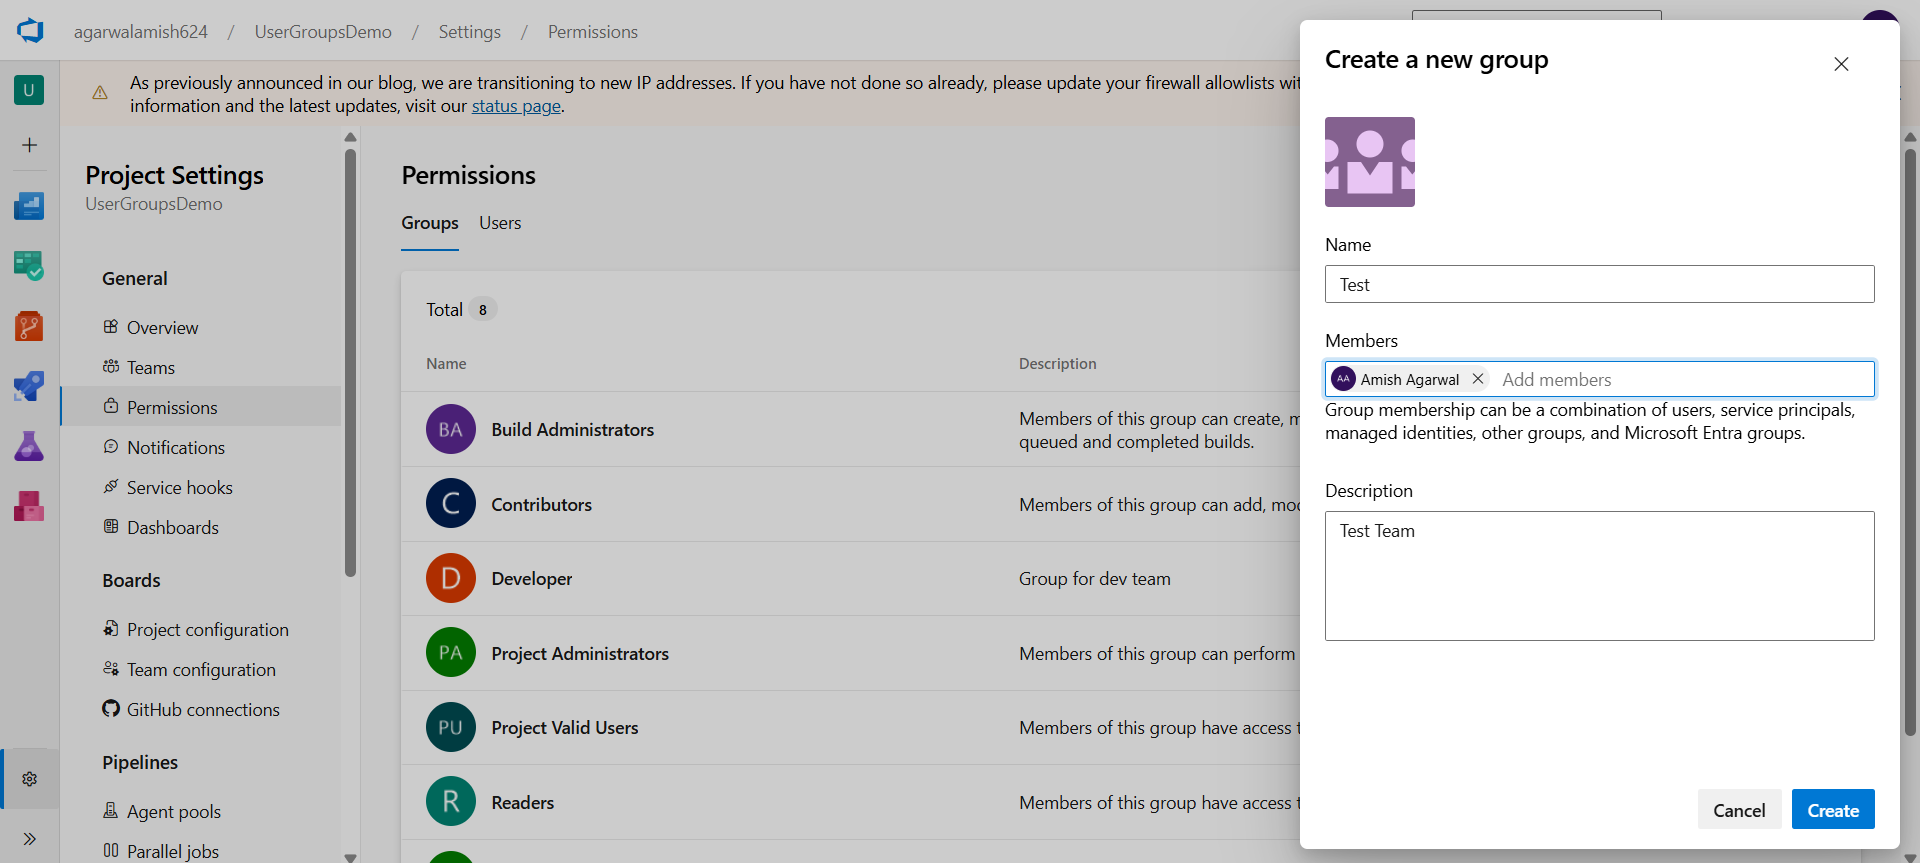 agarwalamish624 / UserGroupsDemo / Settings / Permissions
U
As previously announced in our blog, we are transitioning to new IP addresses. If you have not done so already, please update your firewall allowlists
information and the latest updates, visit our status page.
Project Settings
UserGroupsDemo
General
Overview
Teams
Permissions
Notifications
Service hooks
Dashboards
Boards
Project configuration
Team configuration
GitHub connections
Pipelines
Agent pools
Parallel jobs
Permissions
Groups Users
Total 8
Name Description
BA Build Administrators
Members of this group can create,
queued and completed builds.
C Contributors Members of this group can add,
D Developer Group for dev team
PA Project Administrators Members of this group can perform
PU Project Valid Users Members of this group have access
R Readers Members of this group have access
Create a new group
Name
Test
Members
AA Amish Agarwal Add members
Group membership can be a combination of users, service principals,
managed identities, other groups, and Microsoft Entra groups.
Description
Test Team
Cancel Create